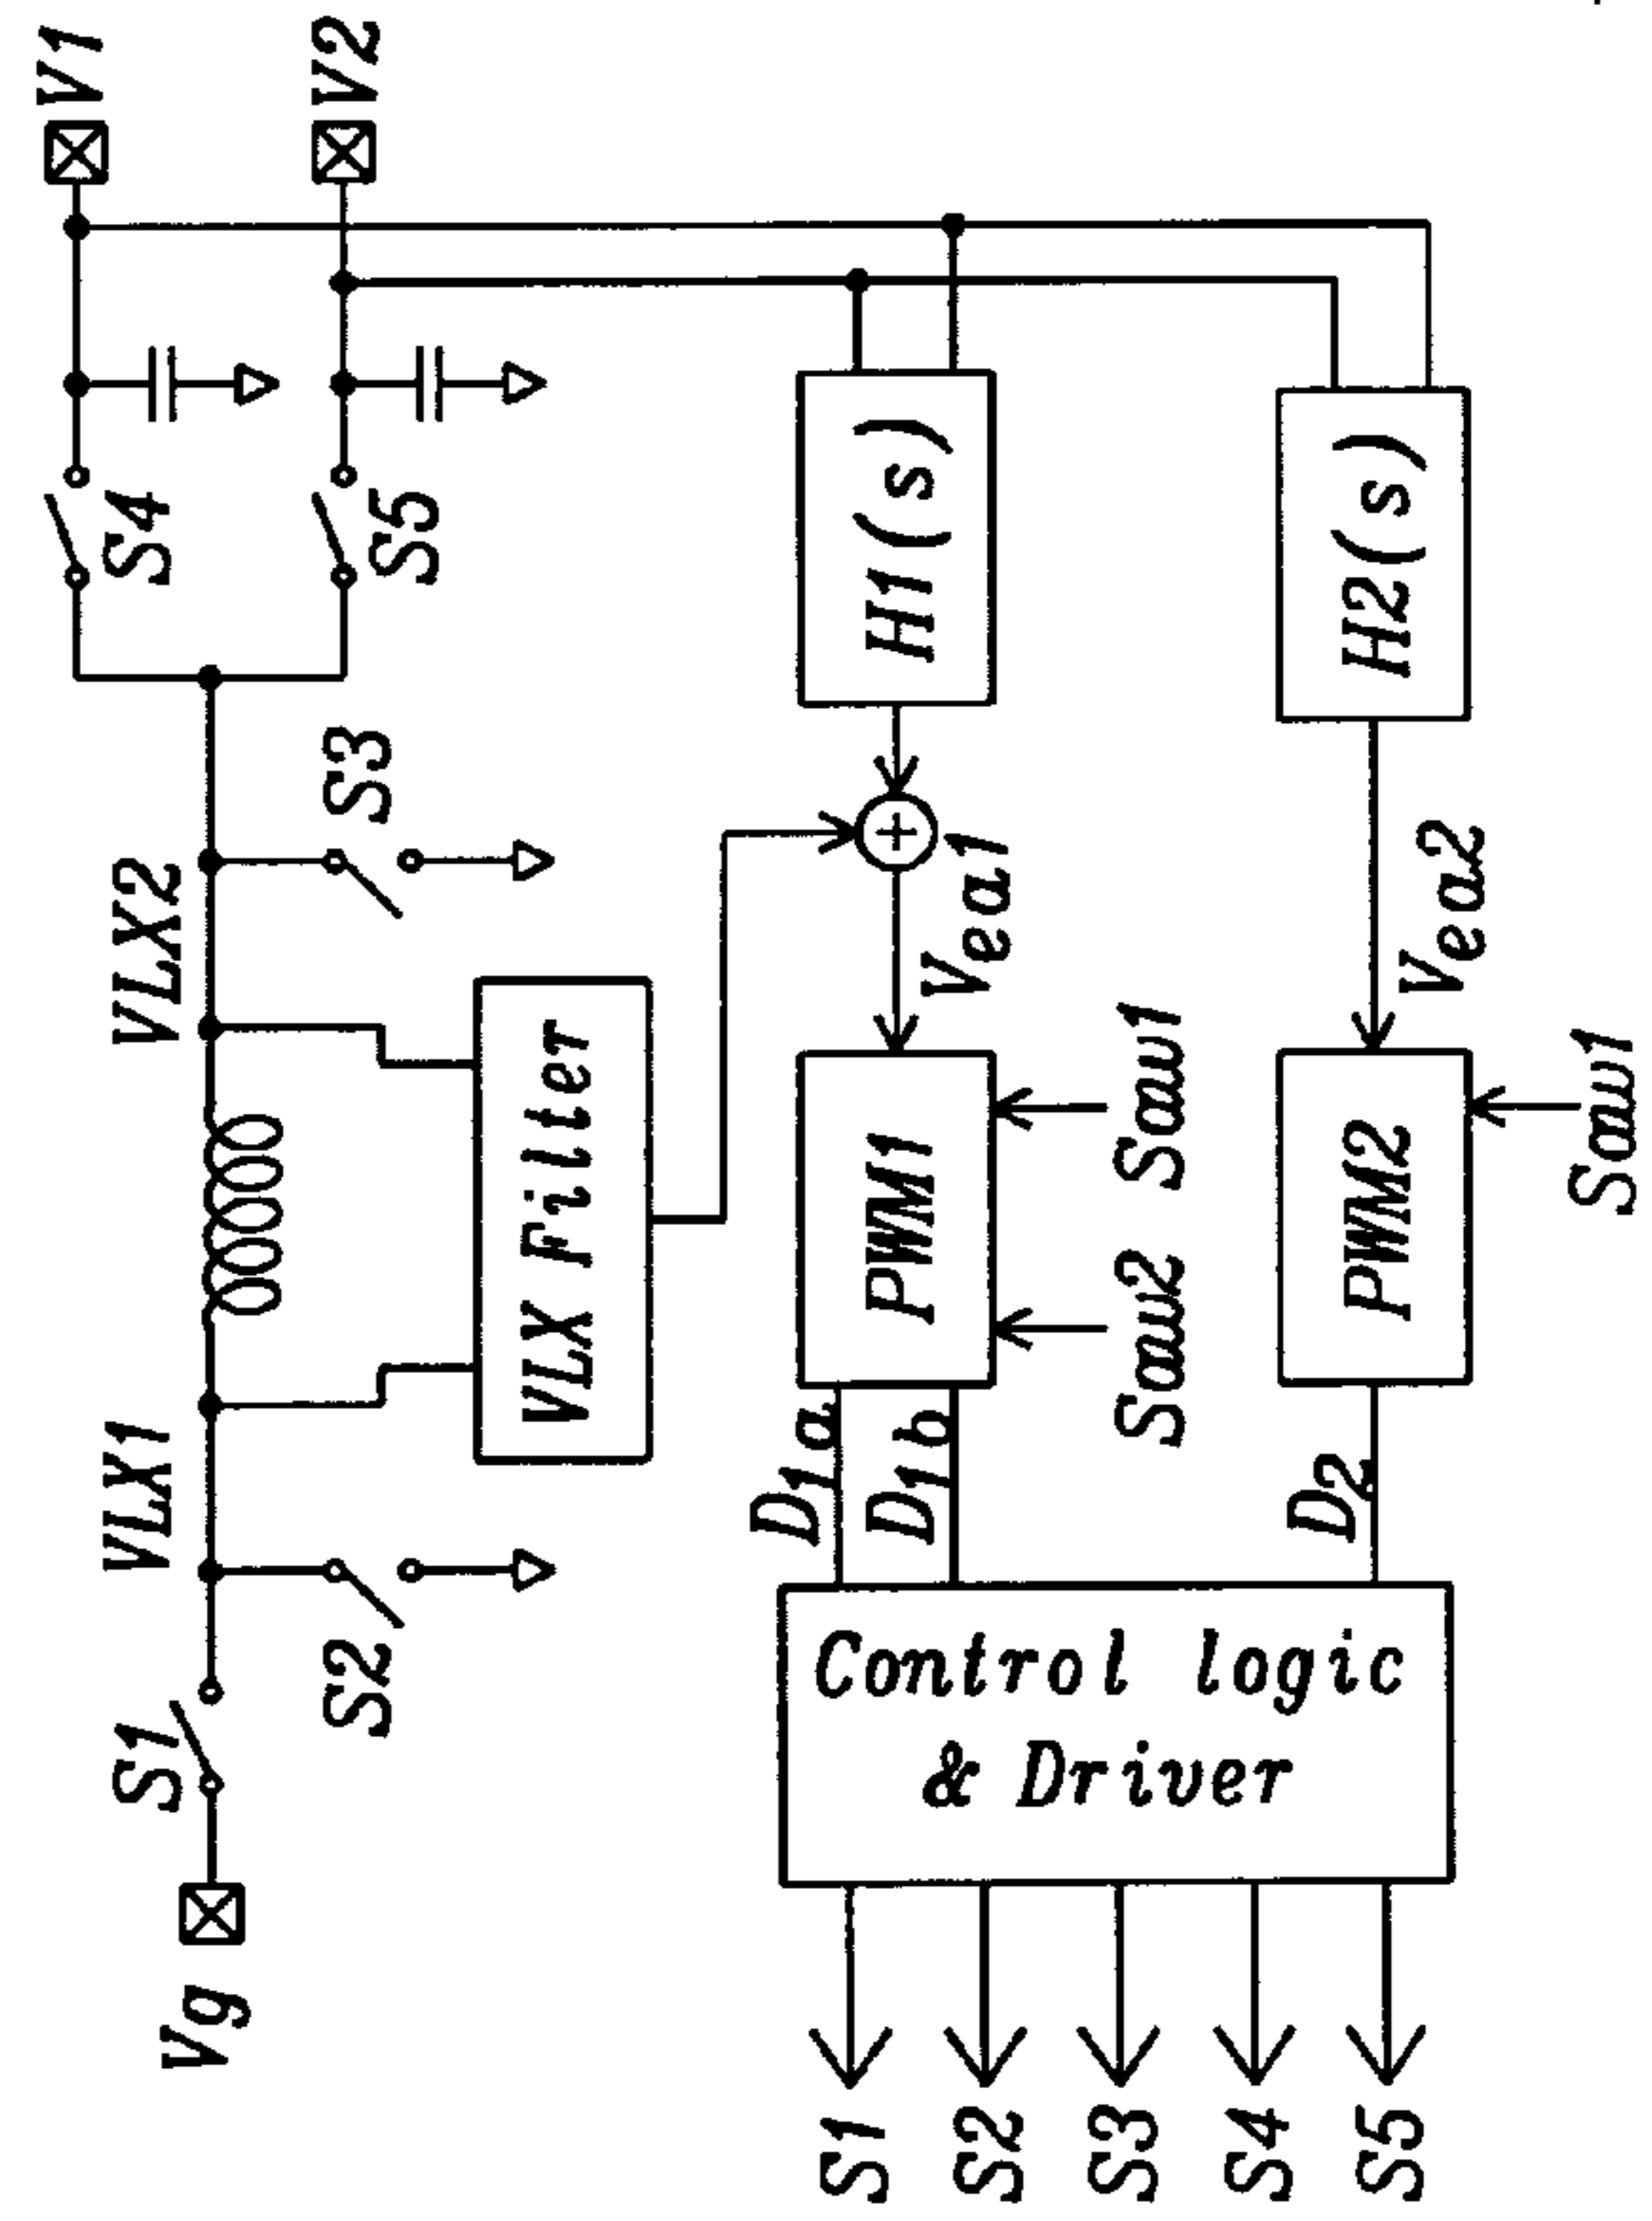 V1
V2
S4
S5
S3
VLX2
VLX1
S1
S2
Vg
VLX Filter
H1(s)
H2(s)
Vea1
Vea2
PWM1
PWM2
Saw1
Saw2
Saw1
D1a
D1b
D2
Control logic
& Driver
S1
S2
S3
S4
S5